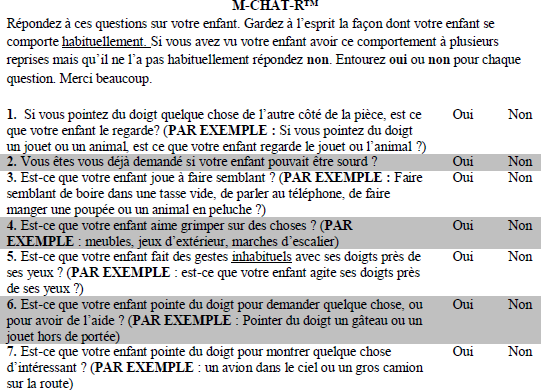 M-CHAT-R™
Répondez à ces questions sur votre enfant. Gardez à l'esprit la façon dont votre enfant se
comporte habituellement. Si vous avez vu votre enfant avoir ce comportement à plusieurs
reprises mais qu'il ne l'a pas habituellement répondez non. Entourez oui ou non pour chaque
question. Merci beaucoup.
1. Si vous pointez du doigt quelque chose de l'autre côté de la pièce, est ce Oui Non
que votre enfant le regarde? (PAR EXEMPLE : Si vous pointez du doigt
un jouet ou un animal, est ce que votre enfant regarde le jouet ou l'animal ?)
2. Vous êtes vous déjà demandé si votre enfant pouvait être sourd ? Oui Non
3. Est-ce que votre enfant joue à faire semblant ? (PAR EXEMPLE : Faire Oui Non
semblant de boire dans une tasse vide, de parler au téléphone, de faire
manger une poupée ou un animal en peluche ?)
4. Est-ce que votre enfant aime grimper sur des choses ? (PAR Oui Non
EXEMPLE : meubles, jeux d'extérieur, marches d'escalier)
5. Est-ce que votre enfant fait des gestes inhabituels avec ses doigts près de Oui Non
ses yeux ? (PAR EXEMPLE : est-ce que votre enfant agite ses doigts près
de ses yeux ?)
6. Est-ce que votre enfant pointe du doigt pour demander quelque chose, ou Oui Non
pour avoir de l'aide ? (PAR EXEMPLE : Pointer du doigt un gâteau ou un
jouet hors de portée)
7. Est-ce que votre enfant pointe du doigt pour montrer quelque chose Oui Non
d'intéressant ? (PAR EXEMPLE : un avion dans le ciel ou un gros camion
sur la route)